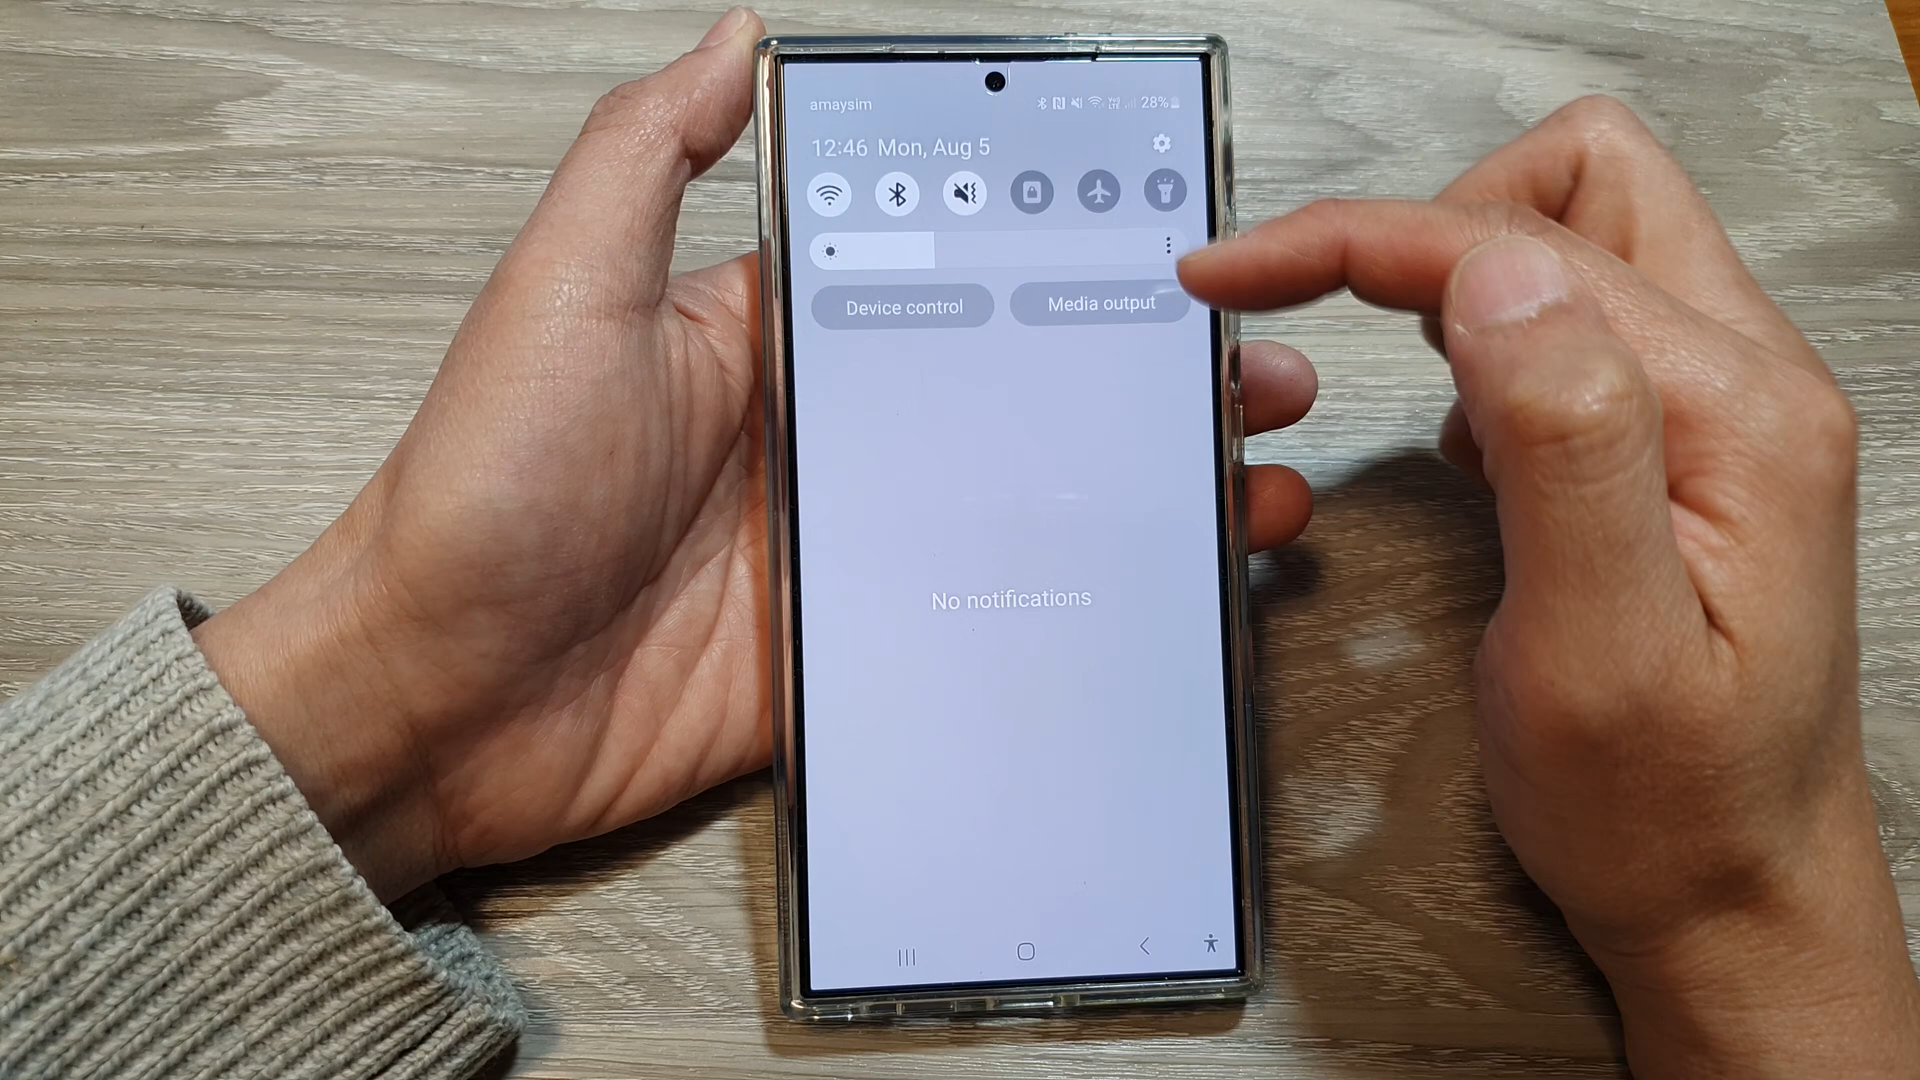 amaysim 28%
12:46 Mon, Aug 5
Device control Media output
No notifications